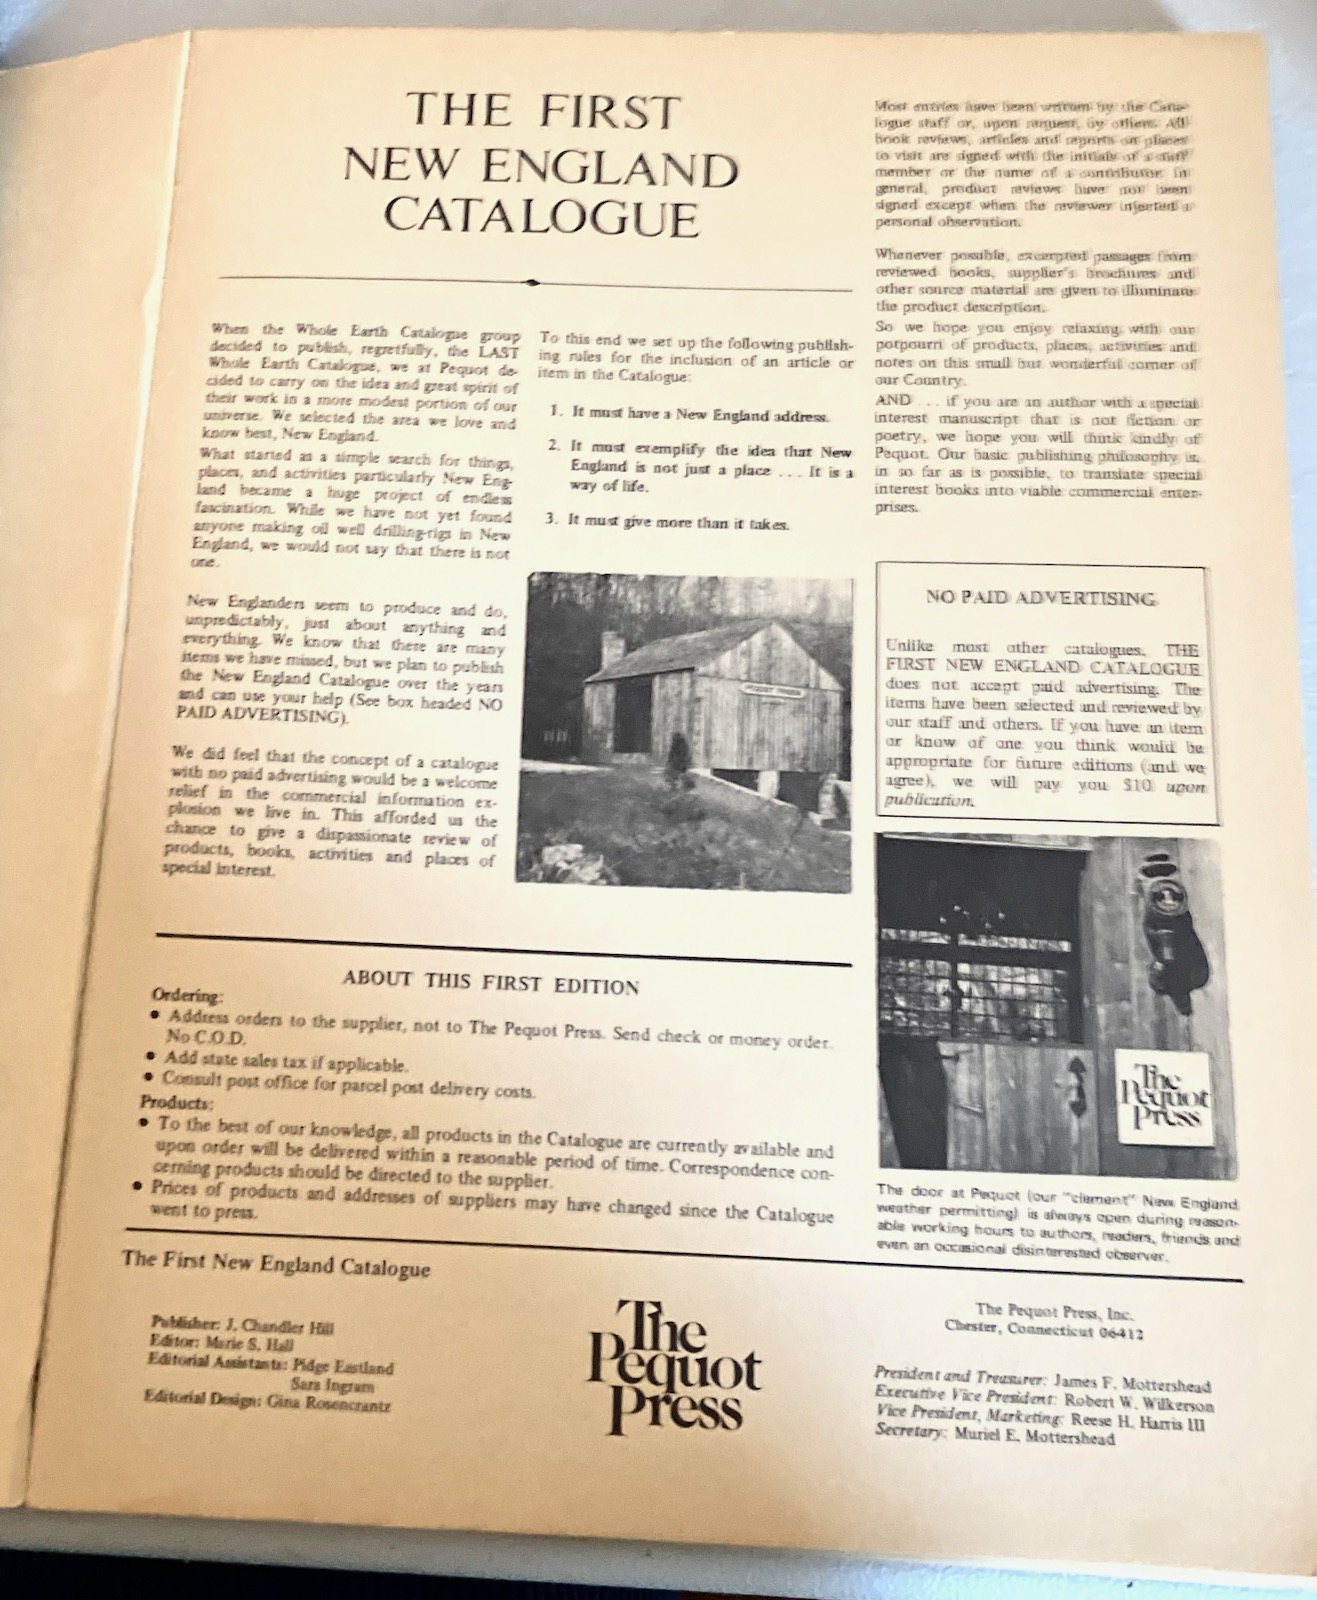 THE FIRST
NEW ENGLAND
CATALOGUE
When the Whole Earth Catalogue group
decided to publish, regretfully, the LAST
Whole Earth Catalogue, we at Pequot de-
cided to carry on the idea and great spirit of
their work in a more modest portion of our
universe. We selected the area we love and
know best, New England.
What started as a simple search for things,
places, and activities particularly New Eng-
land became a huge project of endless
fascination. While we have not yet found
anyone making oil well drilling-rigs in New
England, we would not say that there is not
one.
New Englanders seem to produce and do,
unpredictably, just about anything and
everything. We know that there are many
items we have missed, but we plan to publish
the New England Catalogue over the years
and can use your help (See box headed NO
PAID ADVERTISING).
We did feel that the concept of a catalogue
with no paid advertising would be a welcome
relief in the commercial information ex-
plosion we live in. This afforded us the
chance to give a dispassionate review of
products, books, activities and places of
special interest.
To this end we set up the following publish-
ing rules for the inclusion of an article or
item in the Catalogue:
1. It must have a New England address.
2. It must exemplify the idea that New
England is not just a place ... It is a
way of life.
3. It must give more than it takes.
Most entries have been written by the Cata-
logue staff or, upon request, by others. All
book reviews, articles and reports on places
to visit are signed with the initials of a staff
member or the name of a contributor. In
general, product reviews have not been
signed except when the reviewer injected a
personal observation.
Whenever possible, excerpted passages from
reviewed books, supplier's brochures and
other source material are given to illuminate
the product description.
So we hope you enjoy relaxing with our
potpourri of products, places, activities and
notes on this small but wonderful corner of
our Country.
AND ... if you are an author with a special
interest manuscript that is not fiction or
poetry, we hope you will think kindly of
Pequot. Our basic publishing philosophy is,
in so far as is possible, to translate special
interest books into viable commercial enter-
prises.
NO PAID ADVERTISING
Unlike most other catalogues, THE
FIRST NEW ENGLAND CATALOGUE
does not accept paid advertising. The
items have been selected and reviewed by
our staff and others. If you have an item
or know of one you think would be
appropriate for future editions (and we
agree), we will pay you $10 upon
publication.
The
Pequot
Press
The door at Pequot (our "clement" New England
weather permitting) is always open during reason-
able working hours to authors, readers, friends and
even an occasional disinterested observer.
ABOUT THIS FIRST EDITION
Ordering:
● Address orders to the supplier, not to The Pequot Press. Send check or money order.
No C.O.D.
● Add state sales tax if applicable.
● Consult post office for parcel post delivery costs.
Products:
● To the best of our knowledge, all products in the Catalogue are currently available and
upon order will be delivered within a reasonable period of time. Correspondence con-
cerning products should be directed to the supplier.
● Prices of products and addresses of suppliers may have changed since the Catalogue
went to press.
The First New England Catalogue
Publisher: J. Chandler Hill
Editor: Marie S. Hall
Editorial Assistants: Pidge Eastland
Sara Ingram
Editorial Design: Gina Rosencrantz
The
Pequot
Press
The Pequot Press, Inc.
Chester, Connecticut 06412
President and Treasurer: James F. Mottershead
Executive Vice President: Robert W. Wilkerson
Vice President, Marketing: Reese H. Harris III
Secretary: Muriel E. Mottershead